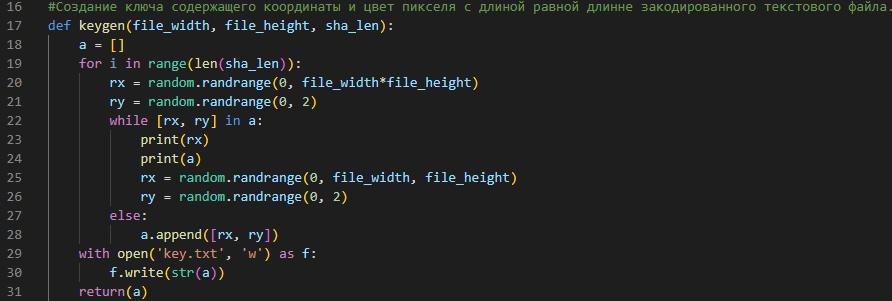 16 #Создание ключа содержащего координаты и цвет пикселя с длиной равной длинне закодированного текстового файла.
17 def keygen(file_width, file_height, sha_len):
18     a = []
19     for i in range(len(sha_len)):
20         rx = random.randrange(0, file_width*file_height)
21         ry = random.randrange(0, 2)
22         while [rx, ry] in a:
23             print(rx)
24             print(a)
25             rx = random.randrange(0, file_width, file_height)
26             ry = random.randrange(0, 2)
27         else:
28             a.append([rx, ry])
29     with open('key.txt', 'w') as f:
30         f.write(str(a))
31     return(a)